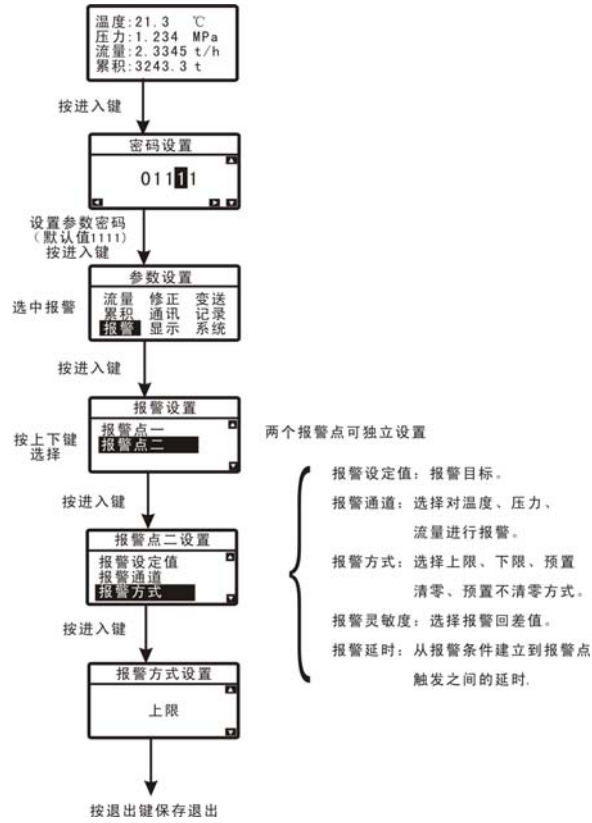 温度:21.3 ℃
压力:1.234 MPa
流量:2.3345 t/h
累积:3243.3 t
按进入键
密码设置
01111
设置参数密码
(默认值1111)
按进入键
参数设置
流量 修正 变送
累积 通讯 记录
报警 显示 系统
选中报警
按进入键
报警设置
报警点一
报警点二
按上下键
选择
两个报警点可独立设置
按进入键
报警点二设置
报警设定值
报警通道
报警方式
报警设定值：报警目标。
报警通道：选择对温度、压力、
流量进行报警。
报警方式：选择上限、下限、预置
清零、预置不清零方式。
报警灵敏度：选择报警回差值。
报警延时：从报警条件建立到报警点
触发之间的延时.
按进入键
报警方式设置
上限
按退出键保存退出